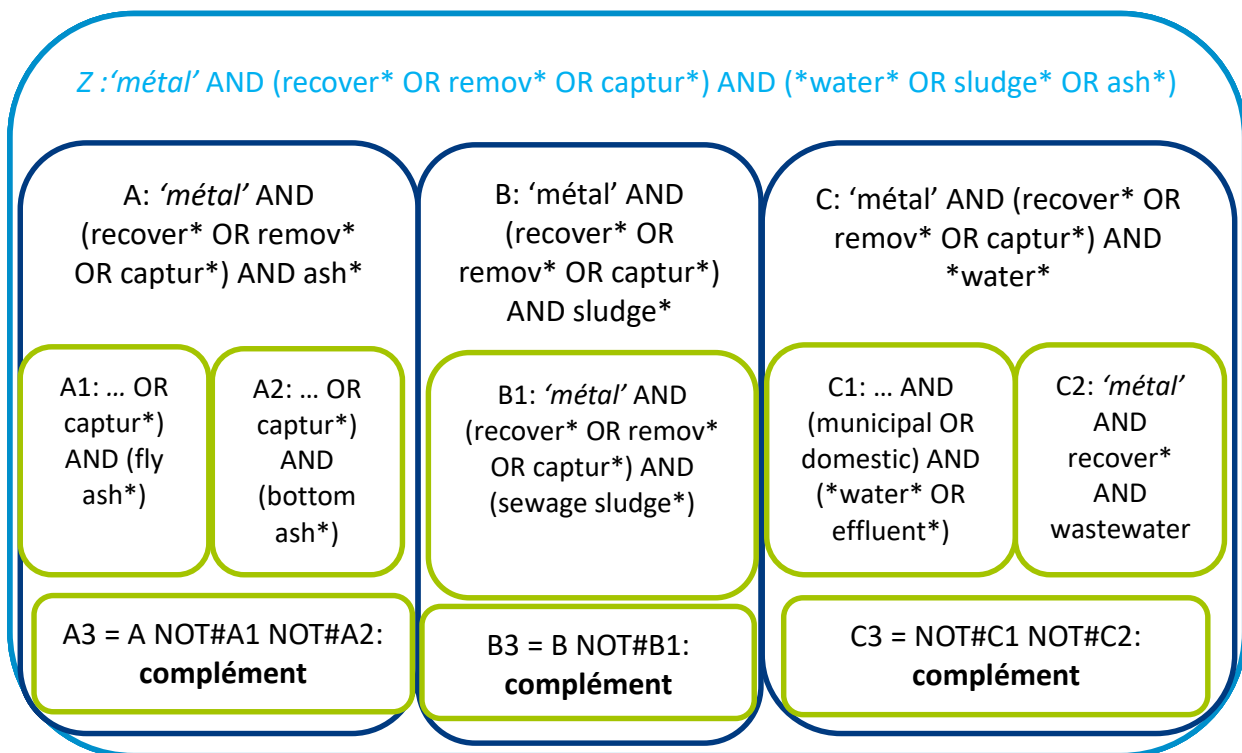 Z :‘métal’ AND (recover* OR remov* OR captur*) AND (*water* OR sludge* OR ash*)
A: ‘métal’ AND
(recover* OR remov*
OR captur*) AND ash*
B: ‘métal’ AND
(recover* OR
remov* OR captur*)
AND sludge*
C: ‘métal’ AND (recover* OR
remov* OR captur*) AND
*water*
A1: … OR
captur*)
AND (fly
ash*)
A2: … OR
captur*)
AND
(bottom
ash*)
B1: ‘métal’ AND
(recover* OR remov*
OR captur*) AND
(sewage sludge*)
C1: … AND
(municipal OR
domestic) AND
(*water* OR
effluent*)
C2: ‘métal’
AND
recover*
AND
wastewater
A3 = A NOT#A1 NOT#A2:
complément
B3 = B NOT#B1:
complément
C3 = NOT#C1 NOT#C2:
complément